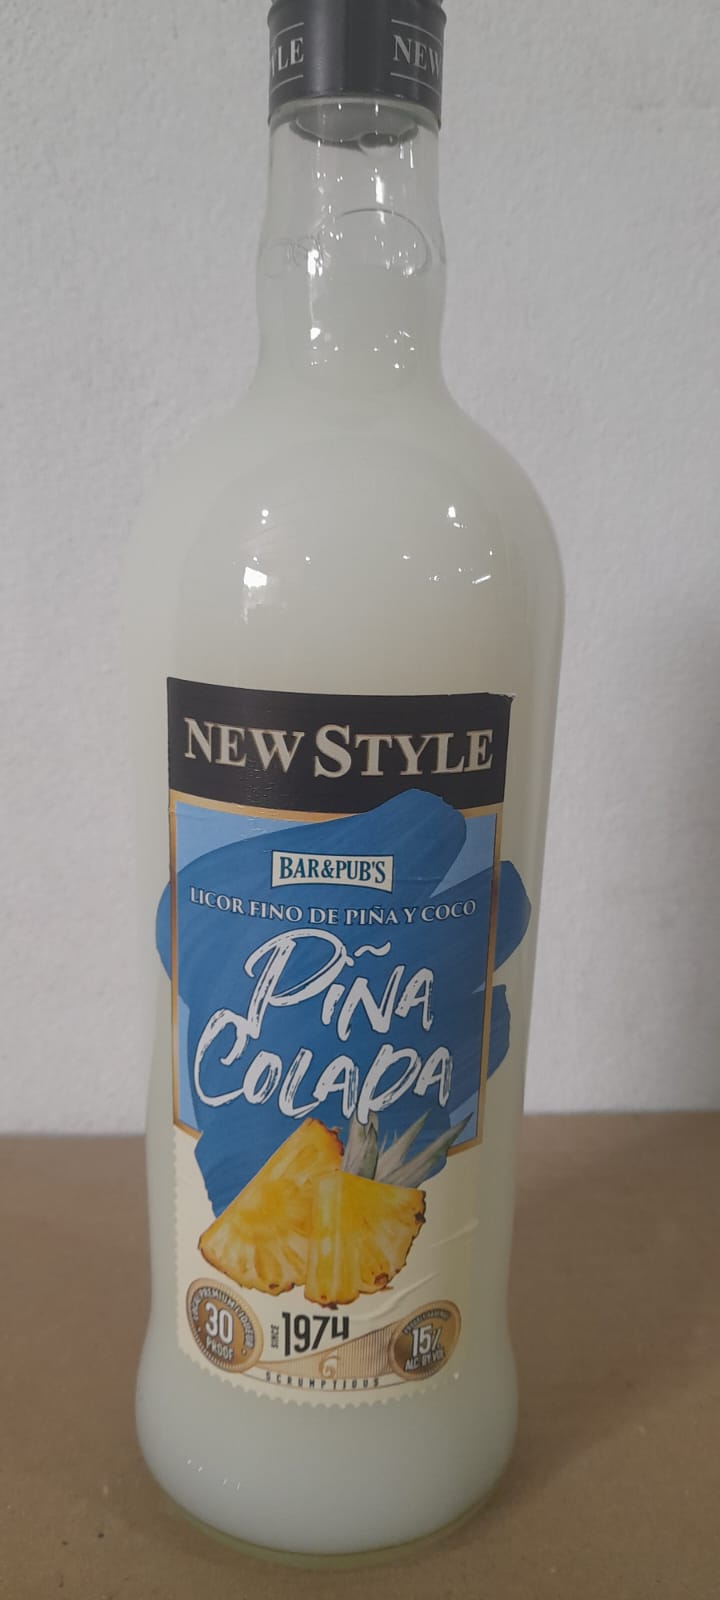 NEW
NEW STYLE
BAR&PUB'S
LICOR FINO DE PIÑA Y COCO
PIÑA
COLADA
30
PROOF
SINCE
1974
15%
ALC BY VOL
SCRUMPTIOUS